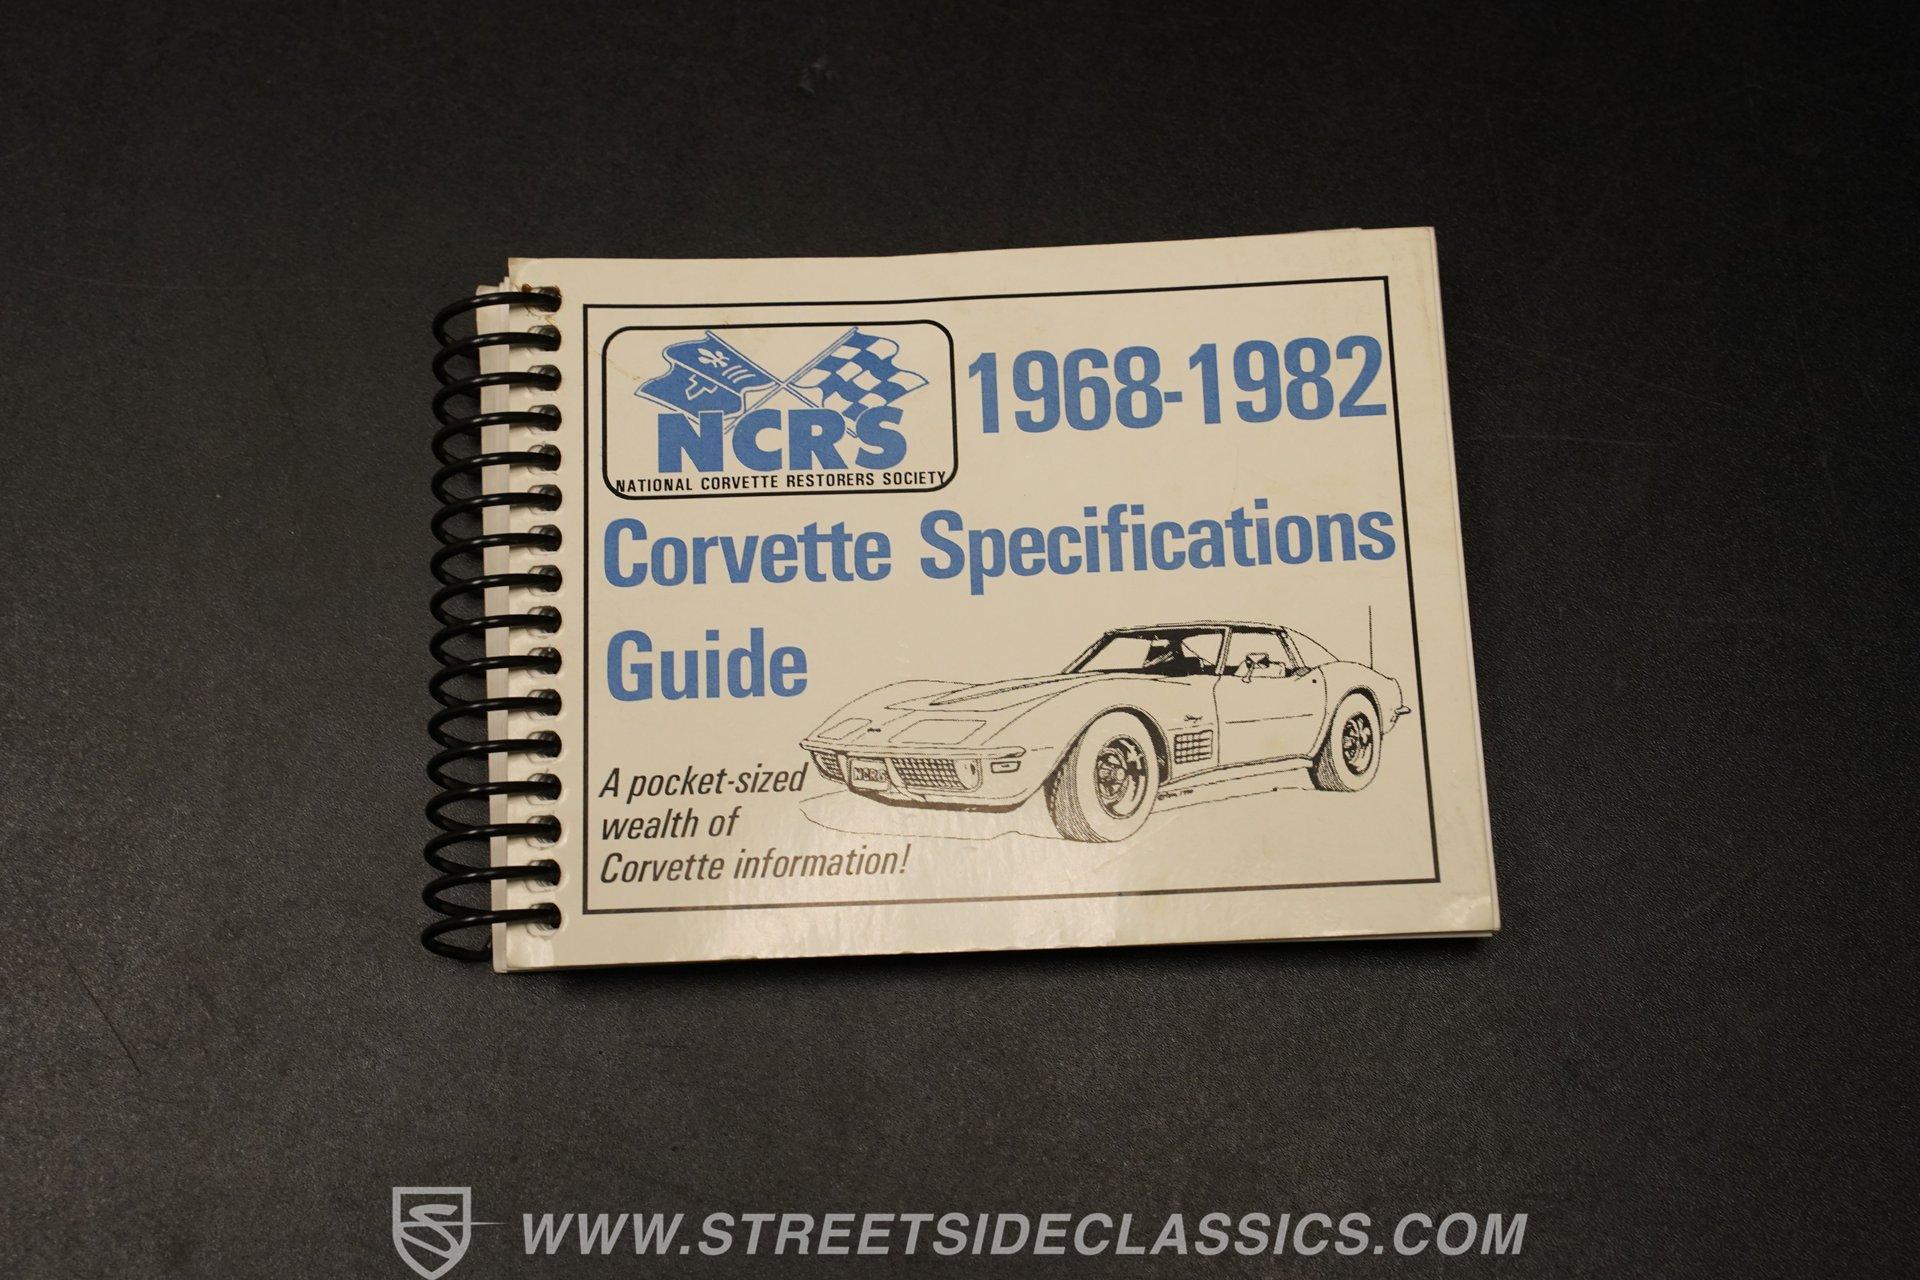 NCRS
NATIONAL CORVETTE RESTORERS SOCIETY
1968-1982
Corvette Specifications
Guide
A pocket-sized
wealth of
Corvette information!
NCRS
WWW.STREETSIDECLASSICS.COM